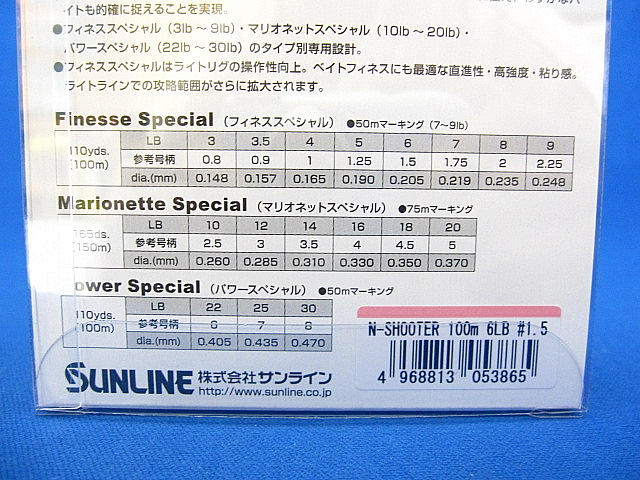 イトも的確に捉えることを実現。
●フィネススペシャル（3lb ～ 9lb）・マリオネットスペシャル（10lb ～ 20lb）・
パワースペシャル（22lb ～ 30lb）のタイプ別専用設計。
●フィネススペシャルはライトリグの操作性向上。ベイトフィネスにも最適な直進性・高強度・粘り感。
ライトラインでの攻略範囲がさらに拡大されます。
Finesse Special（フィネススペシャル） ●50mマーキング（7～9lb）
110yds. (100m)
LB 3 3.5 4 5 6 7 8 9
参考号柄 0.8 0.9 1 1.25 1.5 1.75 2 2.25
dia.(mm) 0.148 0.157 0.165 0.190 0.205 0.219 0.235 0.248
Marionette Special（マリオネットスペシャル） ●75mマーキング
165yds. (150m)
LB 10 12 14 16 18 20
参考号柄 2.5 3 3.5 4 4.5 5
dia.(mm) 0.260 0.285 0.310 0.330 0.350 0.370
Power Special（パワースペシャル） ●50mマーキング
110yds. (100m)
LB 22 25 30
参考号柄 6 7 8
dia.(mm) 0.405 0.435 0.470
N-SHOOTER 100m 6LB #1.5
4 968813 053865
SUNLINE 株式会社サンライン
http://www.sunline.co.jp